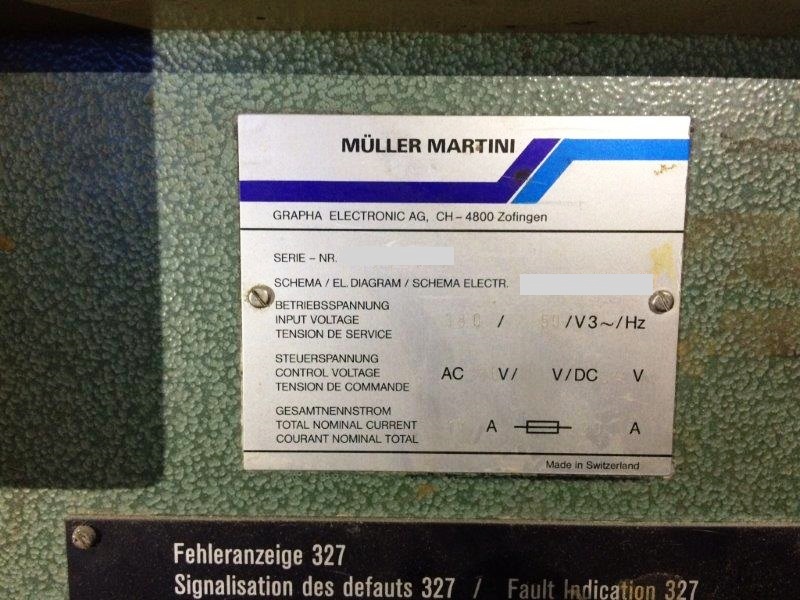 MÜLLER MARTINI
GRAPHA ELECTRONIC AG, CH-4800 Zofingen
SERIE - NR.
SCHEMA / EL. DIAGRAM / SCHEMA ELECTR.
BETRIEBSSPANNUNG
INPUT VOLTAGE 380 / 50 /V3~/Hz
TENSION DE SERVICE
STEUERSPANNUNG
CONTROL VOLTAGE AC V/ V/DC V
TENSION DE COMMANDE
GESAMTNENNSTROM
TOTAL NOMINAL CURRENT A A
COURANT NOMINAL TOTAL
Made in Switzerland
Fehleranzeige 327
Signalisation des defauts 327 / Fault Indication 327